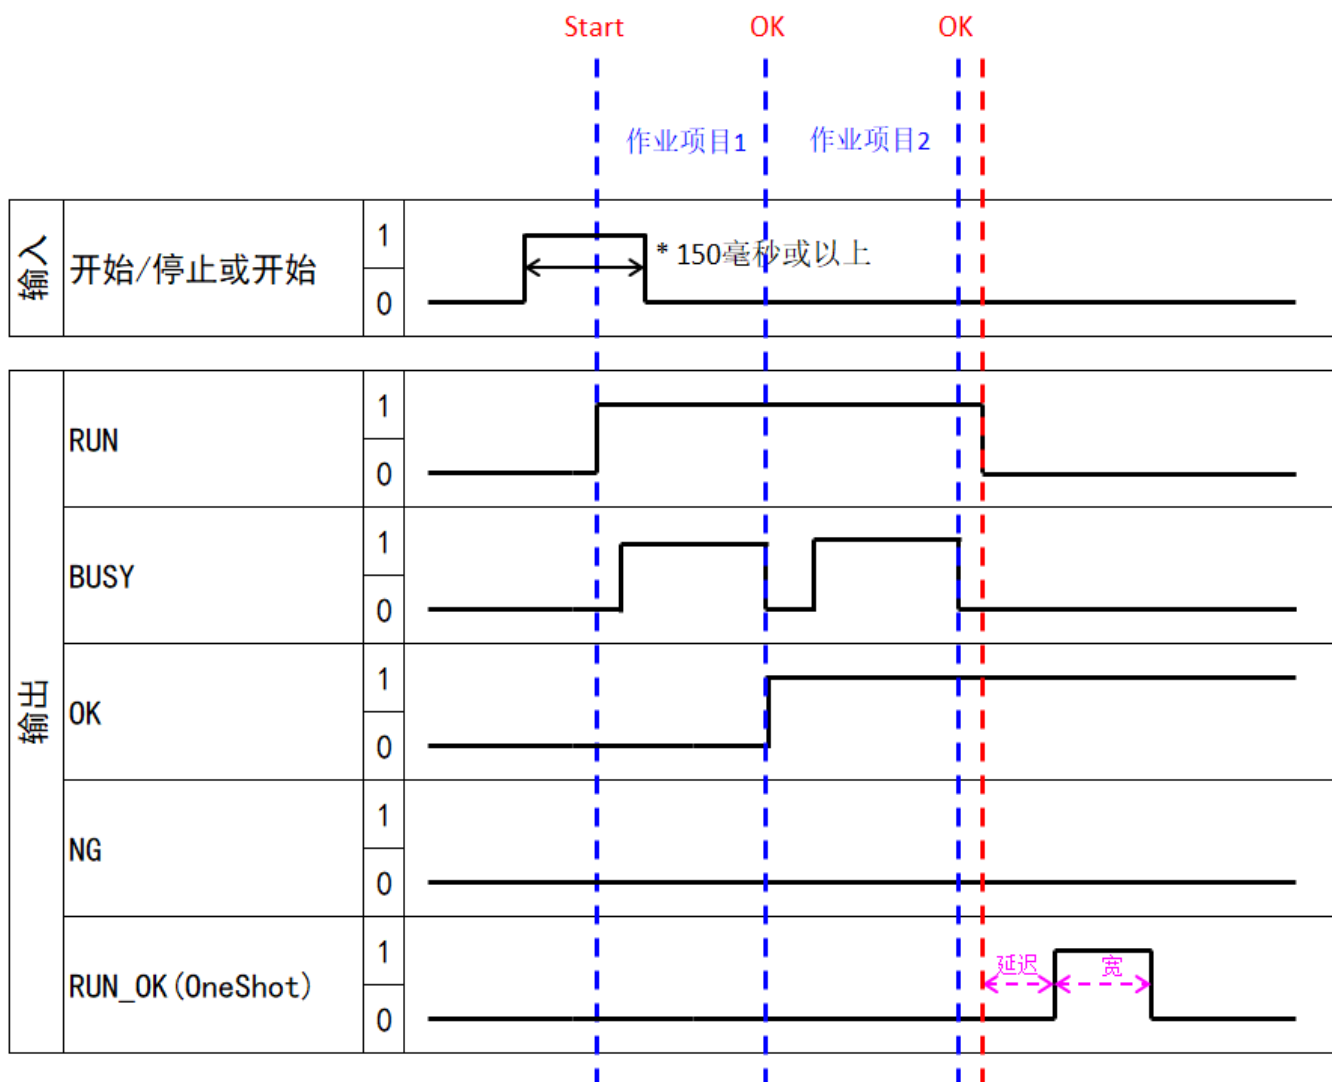 Start
OK
OK
作业项目1
作业项目2
输入
开始/停止或开始
1
0
* 150毫秒或以上
输出
RUN
1
0
BUSY
1
0
OK
1
0
NG
1
0
RUN_OK(OneShot)
1
0
延迟
宽